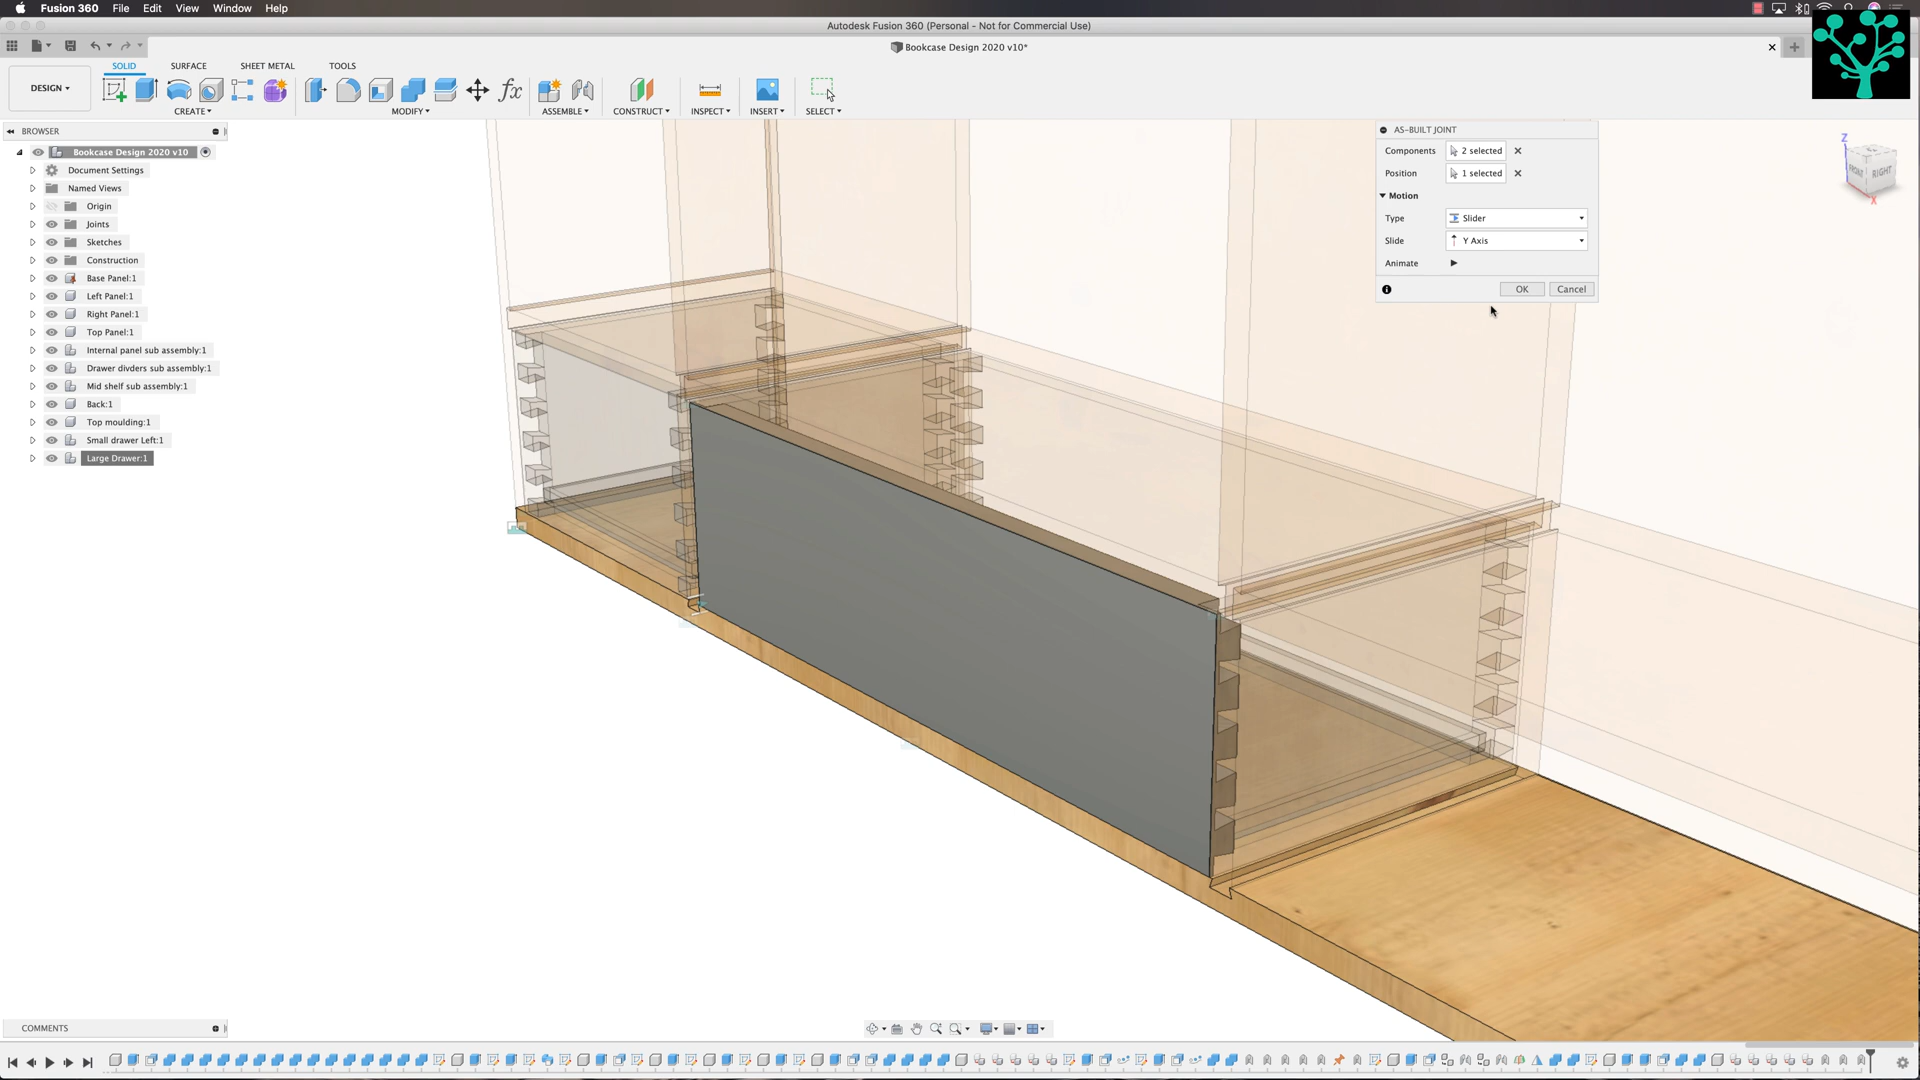 Fusion 360 File Edit View Window Help
Autodesk Fusion 360 (Personal - Not for Commercial Use)
Bookcase Design 2020 v10*
SOLID SURFACE SHEET METAL TOOLS
DESIGN
CREATE MODIFY ASSEMBLE CONSTRUCT INSPECT INSERT SELECT
BROWSER
Bookcase Design 2020 v10
Document Settings
Named Views
Origin
Joints
Sketches
Construction
Base Panel:1
Left Panel:1
Right Panel:1
Top Panel:1
Internal panel sub assembly:1
Drawer divders sub assembly:1
Mid shelf sub assembly:1
Back:1
Top moulding:1
Small drawer Left:1
Large Drawer:1
AS-BUILT JOINT
Components 2 selected
Position 1 selected
Motion
Type Slider
Slide Y Axis
Animate
OK Cancel
Z
FRONT RIGHT
X
COMMENTS